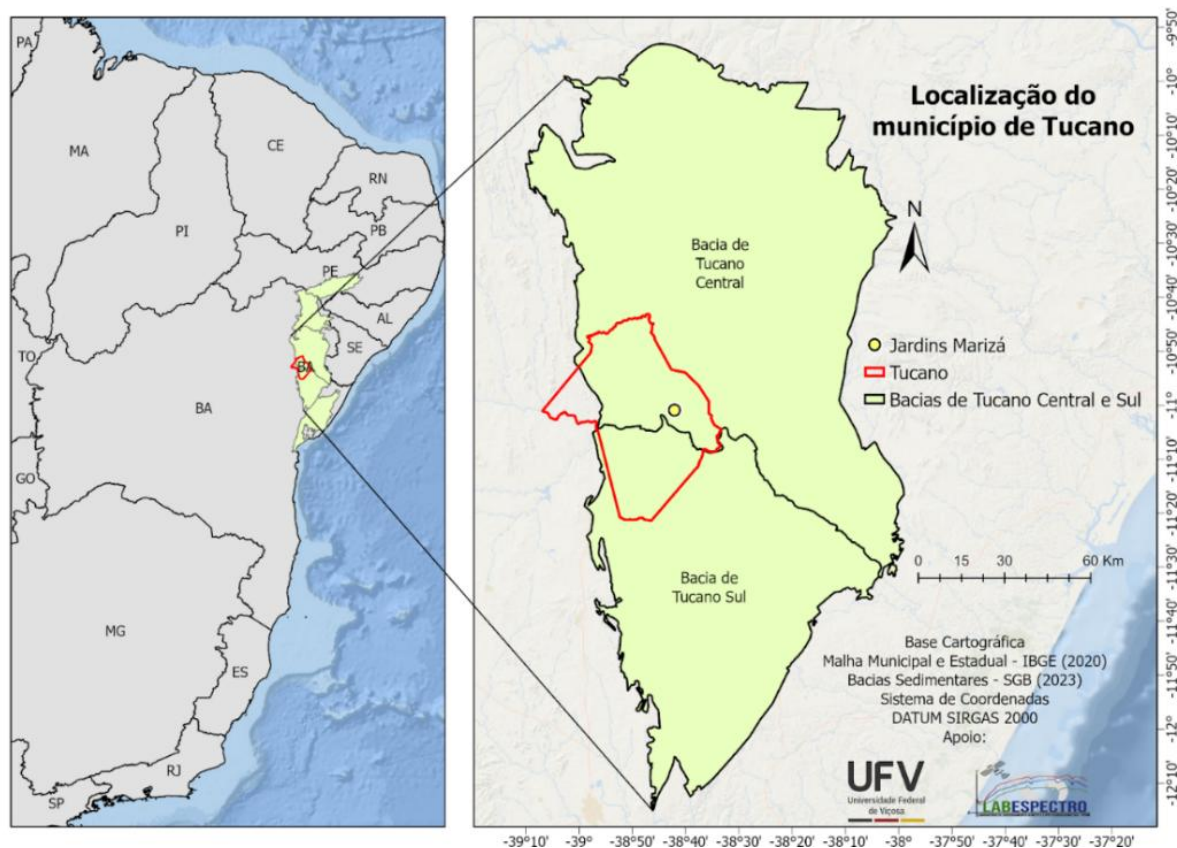 PA
MA
CE
RN
PI
PB
PE
AL
SE
TO
BA
BA
GO
MG
ES
RJ
SP
Localização do
município de Tucano
N
Bacia de
Tucano
Central
Jardins Marizá
Tucano
Bacias de Tucano Central e Sul
0 15 30 60 Km
Bacia de
Tucano Sul
Base Cartográfica
Malha Municipal e Estadual - IBGE (2020)
Bacias Sedimentares - SGB (2023)
Sistema de Coordenadas
DATUM SIRGAS 2000
Apoio:
UFV
Universidade Federal
de Viçosa
LABESPECTRO
-9°50'
-10°
-10°10'
-10°20'
-10°30'
-10°40'
-10°50'
-11°
-11°10'
-11°20'
-11°30'
-11°40'
-11°50'
-12°
-12°10'
-39°10' -39° -38°50' -38°40' -38°30' -38°20' -38°10' -38° -37°50' -37°40' -37°30' -37°20'